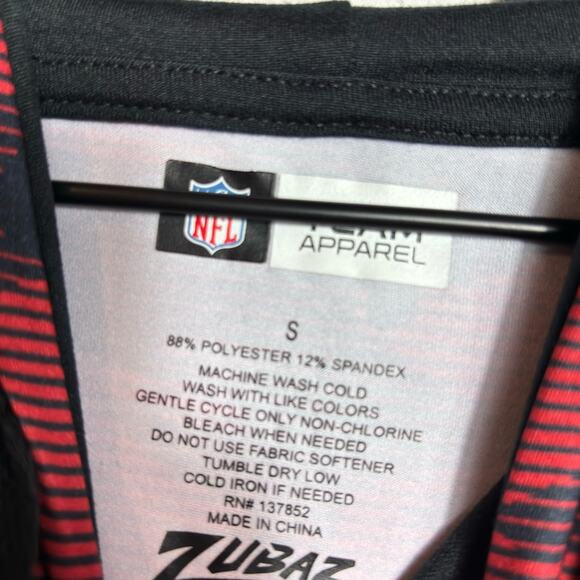 NFL
TEAM
APPAREL
S
88% POLYESTER 12% SPANDEX
MACHINE WASH COLD
WASH WITH LIKE COLORS
GENTLE CYCLE ONLY NON-CHLORINE
BLEACH WHEN NEEDED
DO NOT USE FABRIC SOFTENER
TUMBLE DRY LOW
COLD IRON IF NEEDED
RN# 137852
MADE IN CHINA
ZUBAZ